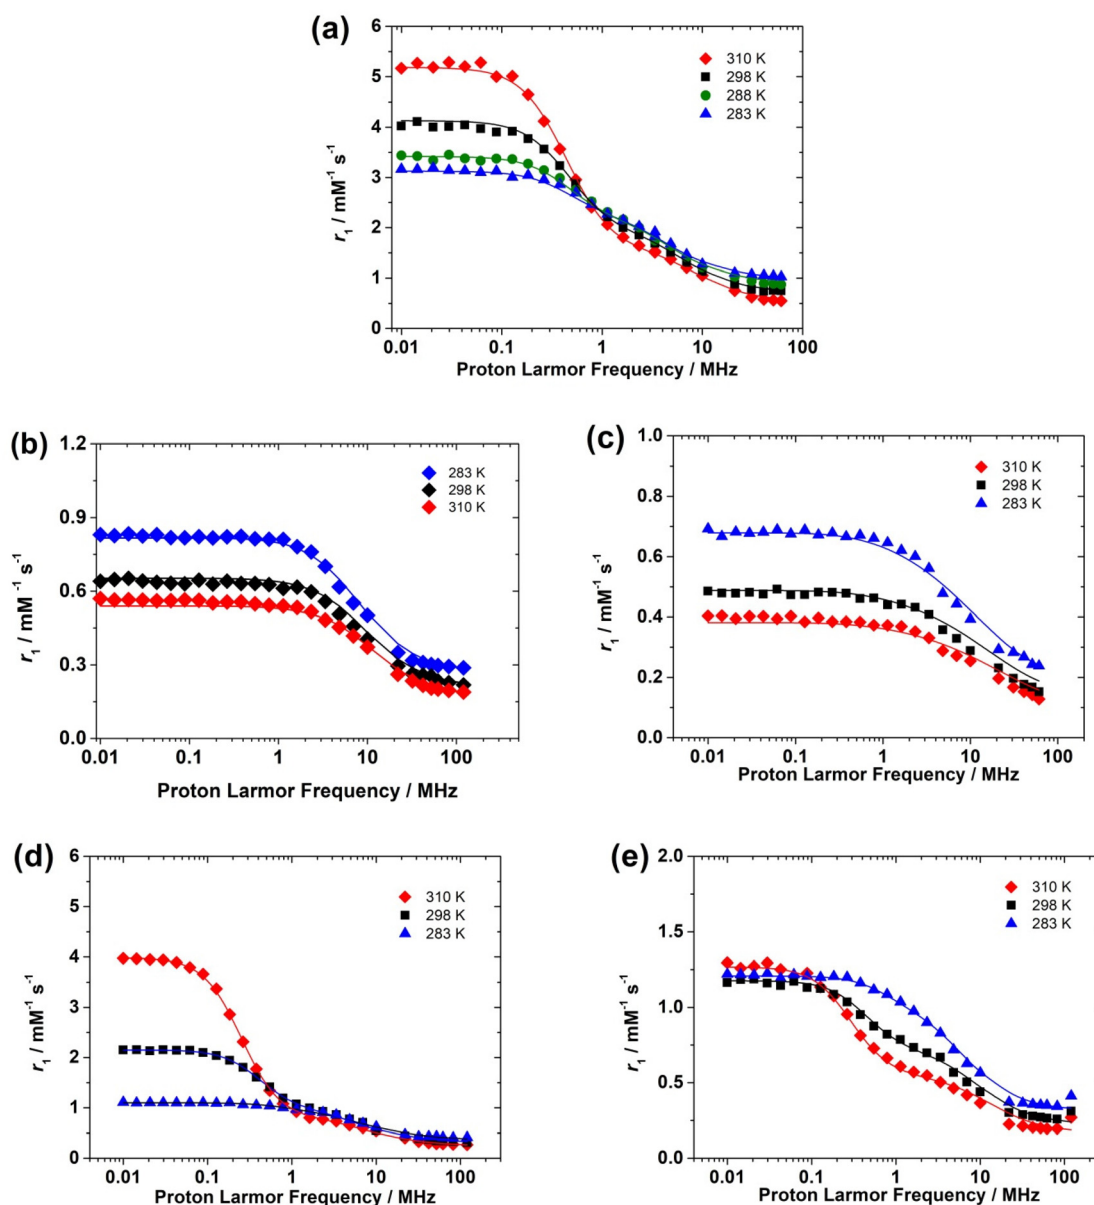 (a)
r₁ / mM⁻¹ s⁻¹
6
5
4
3
2
1
0
310 K
298 K
288 K
283 K
0.01 0.1 1 10 100
Proton Larmor Frequency / MHz
(b)
r₁ / mM⁻¹ s⁻¹
1.2
0.9
0.6
0.3
0.0
283 K
298 K
310 K
0.01 0.1 1 10 100
Proton Larmor Frequency / MHz
(c)
r₁ / mM⁻¹ s⁻¹
1.0
0.8
0.6
0.4
0.2
0.0
310 K
298 K
283 K
0.01 0.1 1 10 100
Proton Larmor Frequency / MHz
(d)
r₁ / mM⁻¹ s⁻¹
6
5
4
3
2
1
0
310 K
298 K
283 K
0.01 0.1 1 10 100
Proton Larmor Frequency / MHz
(e)
r₁ / mM⁻¹ s⁻¹
2.0
1.5
1.0
0.5
0.0
310 K
298 K
283 K
0.01 0.1 1 10 100
Proton Larmor Frequency / MHz